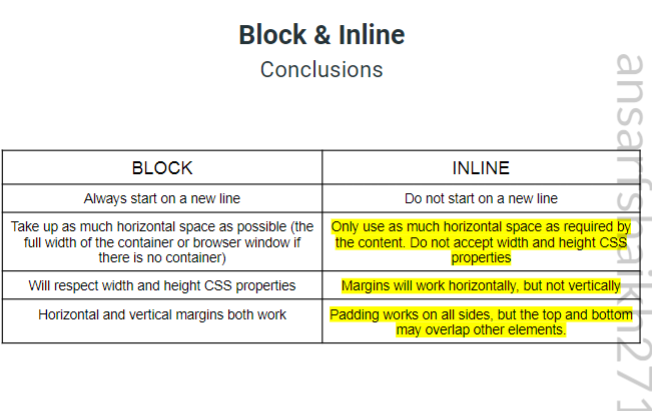 Block & Inline
Conclusions
BLOCK
INLINE
Always start on a new line
Do not start on a new line
Take up as much horizontal space as possible (the
full width of the container or browser window if
there is no container)
Only use as much horizontal space as required by
the content. Do not accept width and height CSS
properties
Will respect width and height CSS properties
Margins will work horizontally, but not vertically
Horizontal and vertical margins both work
Padding works on all sides, but the top and bottom
may overlap other elements.
ansarishaikh271